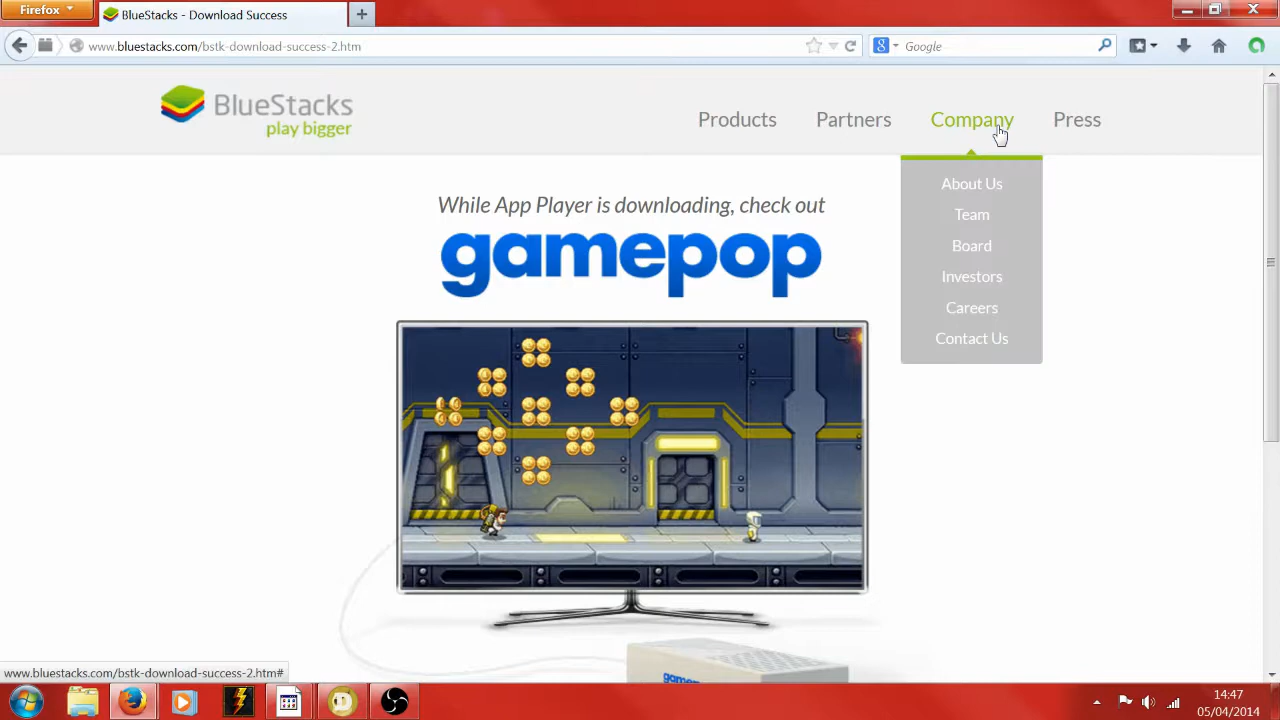 Firefox
BlueStacks - Download Success
www.bluestacks.com/bstk-download-success-2.htm
Google
BlueStacks
play bigger
Products Partners Company Press
About Us
Team
Board
Investors
Careers
Contact Us
While App Player is downloading, check out
gamepop
gamepop
www.bluestacks.com/bstk-download-success-2.htm#
14:47
05/04/2014